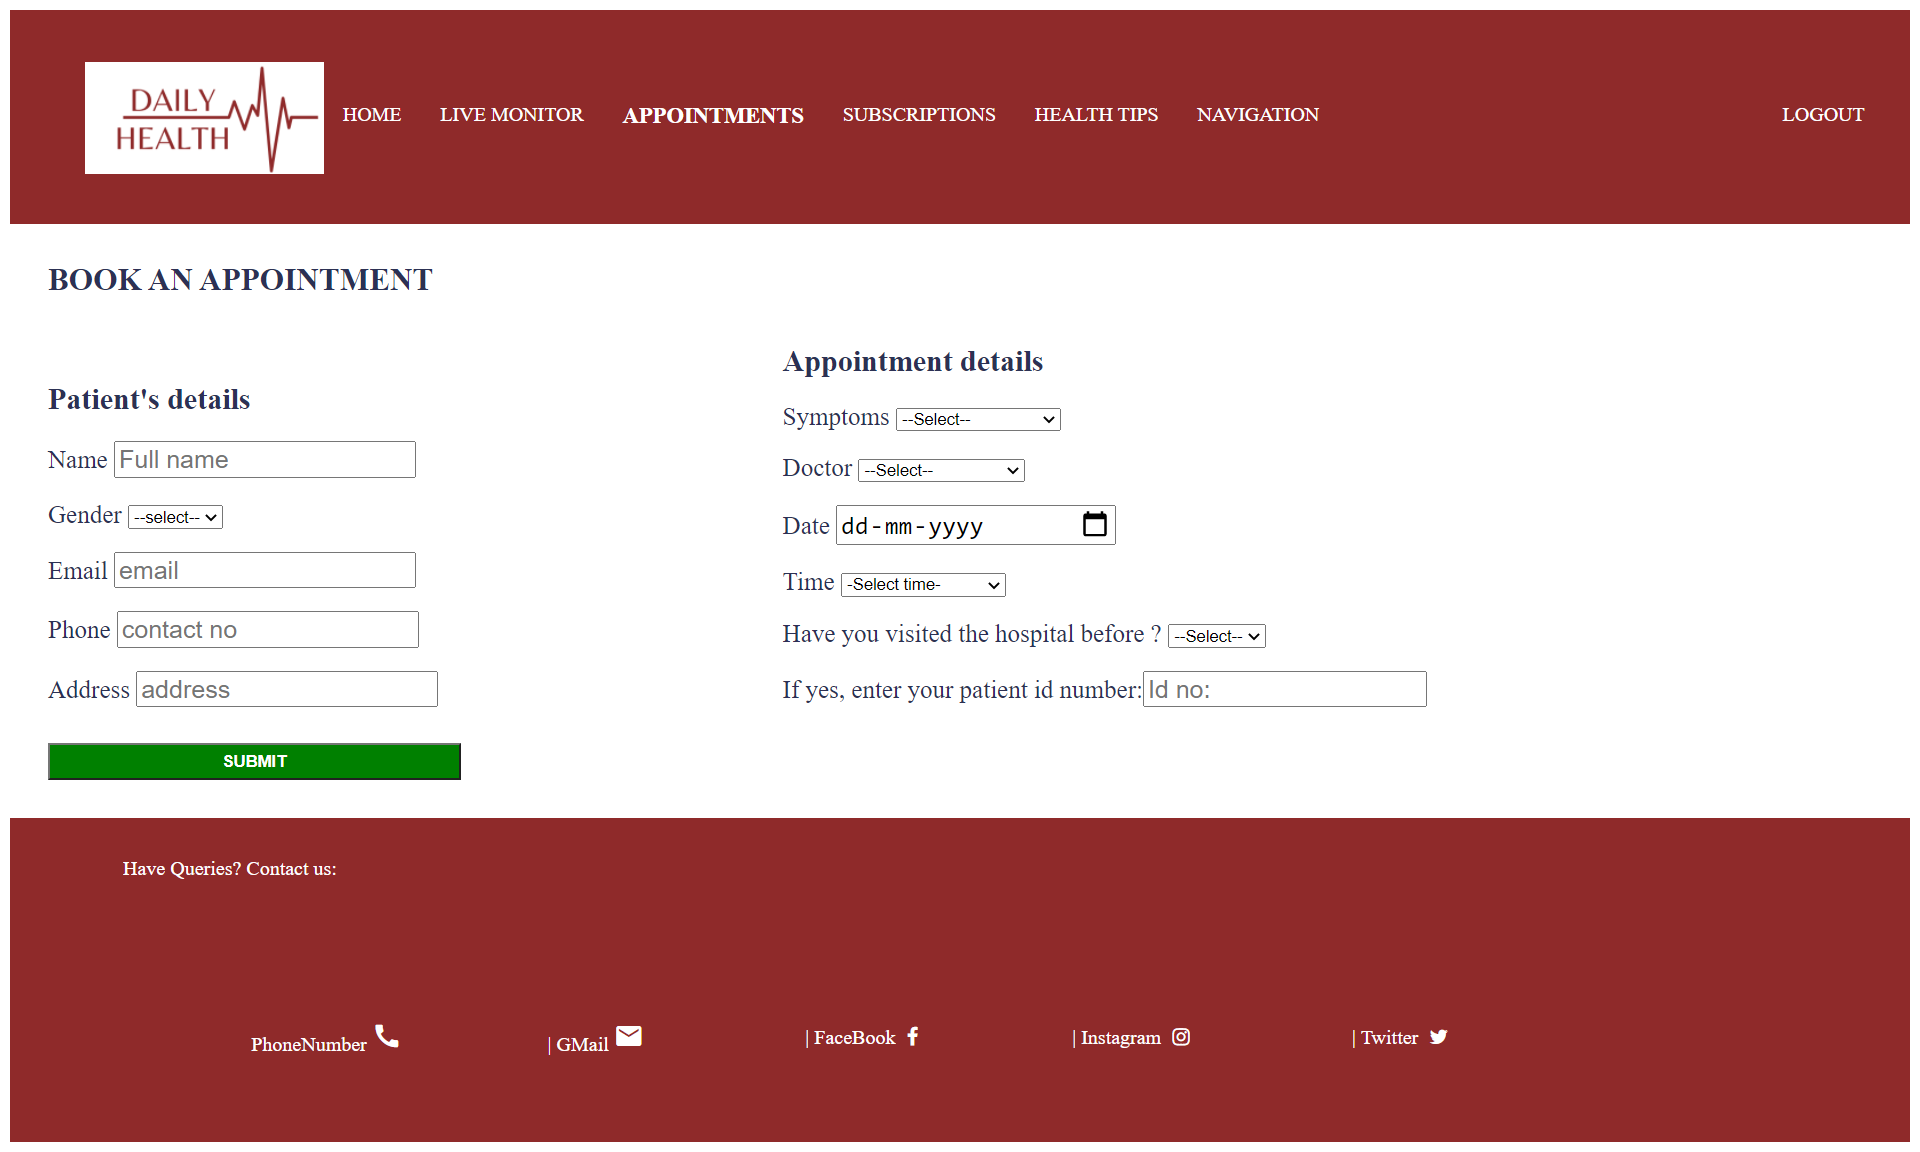 DAILY
HEALTH
HOME LIVE MONITOR APPOINTMENTS SUBSCRIPTIONS HEALTH TIPS NAVIGATION LOGOUT
BOOK AN APPOINTMENT
Patient's details
Name Full name
Gender --select--
Email email
Phone contact no
Address address
SUBMIT
Appointment details
Symptoms --Select--
Doctor --Select--
Date dd-mm-yyyy
Time -Select time-
Have you visited the hospital before ? --Select--
If yes, enter your patient id number: Id no:
Have Queries? Contact us:
PhoneNumber | GMail | FaceBook | Instagram | Twitter